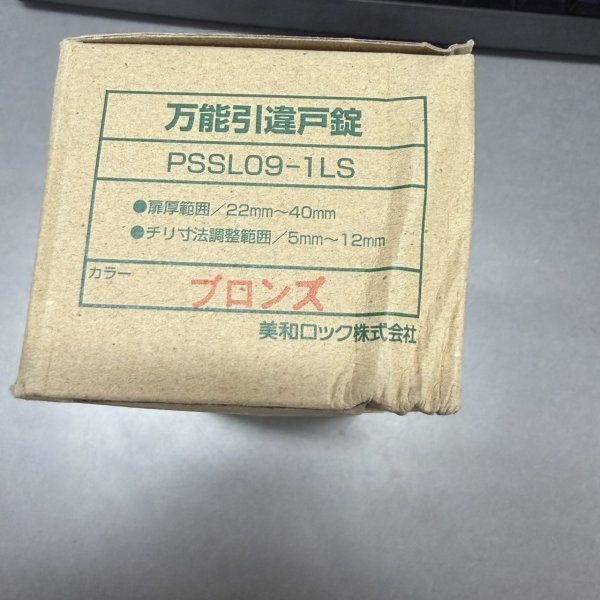 万能引違戸錠
PSSL09-1LS
●扉厚範囲/22mm～40mm
●チリ寸法調整範囲/5mm～12mm
カラー
ブロンズ
美和ロック株式会社